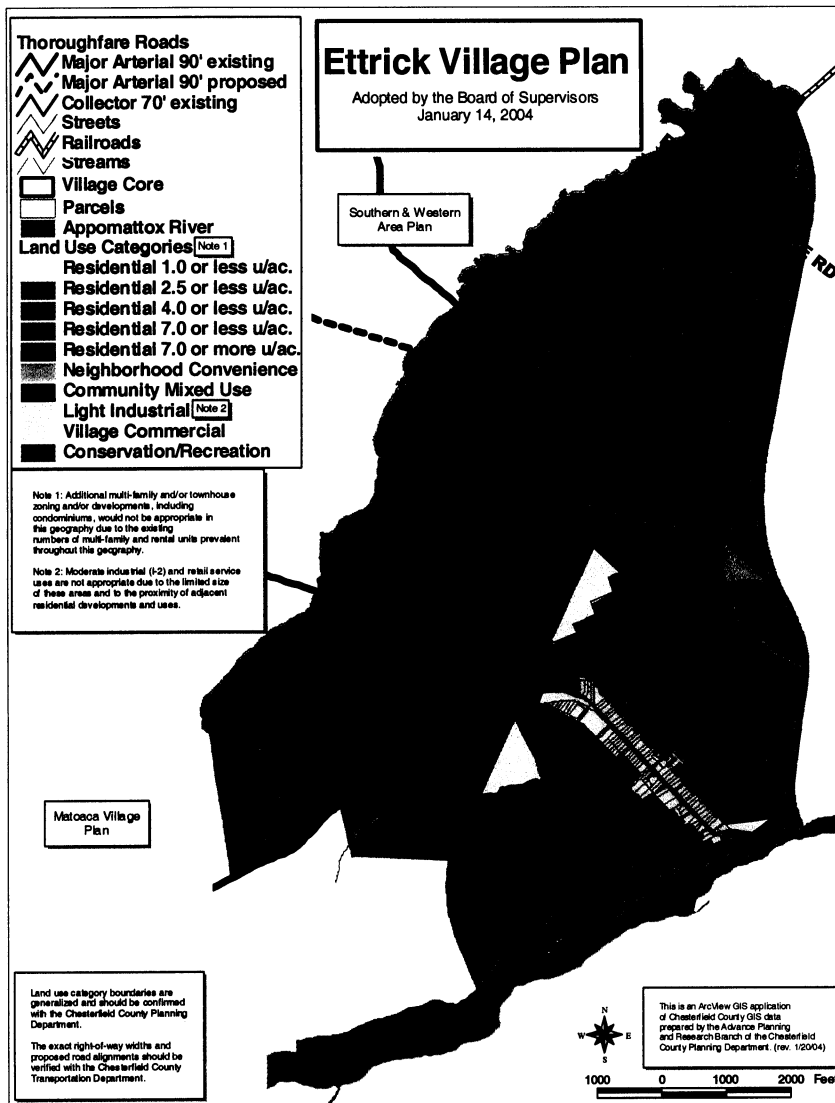 Thoroughfare Roads
Major Arterial 90' existing
Major Arterial 90' proposed
Collector 70' existing
Streets
Railroads
Streams
Village Core
Parcels
Appomattox River
Land Use Categories Note 1
Residential 1.0 or less u/ac.
Residential 2.5 or less u/ac.
Residential 4.0 or less u/ac.
Residential 7.0 or less u/ac.
Residential 7.0 or more u/ac.
Neighborhood Convenience
Community Mixed Use
Light Industrial Note 2
Village Commercial
Conservation/Recreation
Ettrick Village Plan
Adopted by the Board of Supervisors
January 14, 2004
Southern & Western
Area Plan
E RD
Note 1: Additional multi-family and/or townhouse
zoning and/or developments, including
condominiums, would not be appropriate in
this geography due to the existing
numbers of multi-family and rental units prevalent
throughout this geography.
Note 2: Moderate industrial (I-2) and retail service
uses are not appropriate due to the limited size
of these areas and to the proximity of adjacent
residential developments and uses.
Matoaca Village
Plan
Land use category boundaries are
generalized and should be confirmed
with the Chesterfield County Planning
Department.
The exact right-of-way widths and
proposed road alignments should be
verified with the Chesterfield County
Transportation Department.
N
W E
S
This is an ArcView GIS application
of Chesterfield County GIS data
prepared by the Advance Planning
and Research Branch of the Chesterfield
County Planning Department. (rev. 1/20/04)
1000 0 1000 2000 Feet